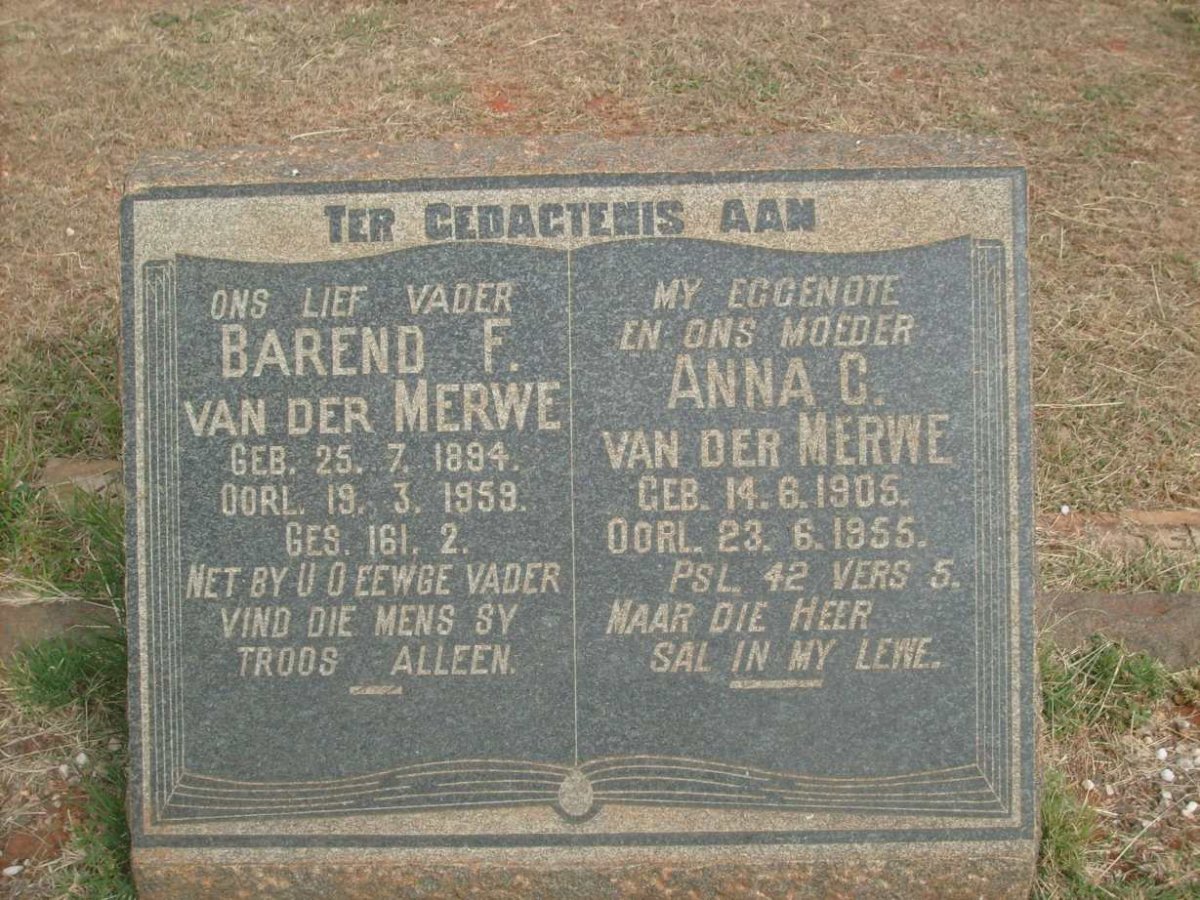 TER GEDACTENIS AAN
ONS LIEF VADER
BAREND F.
VAN DER MERWE
GEB. 25. 7. 1894.
OORL. 19. 3. 1959.
GES. 161. 2.
NET BY U O EEWGE VADER
VIND DIE MENS SY
TROOS ALLEEN.
MY EGGENOTE
EN ONS MOEDER
ANNA C.
VAN DER MERWE
GEB. 14. 6. 1905.
OORL. 23. 6. 1955.
PSL. 42 VERS 5.
MAAR DIE HEER
SAL IN MY LEWE.